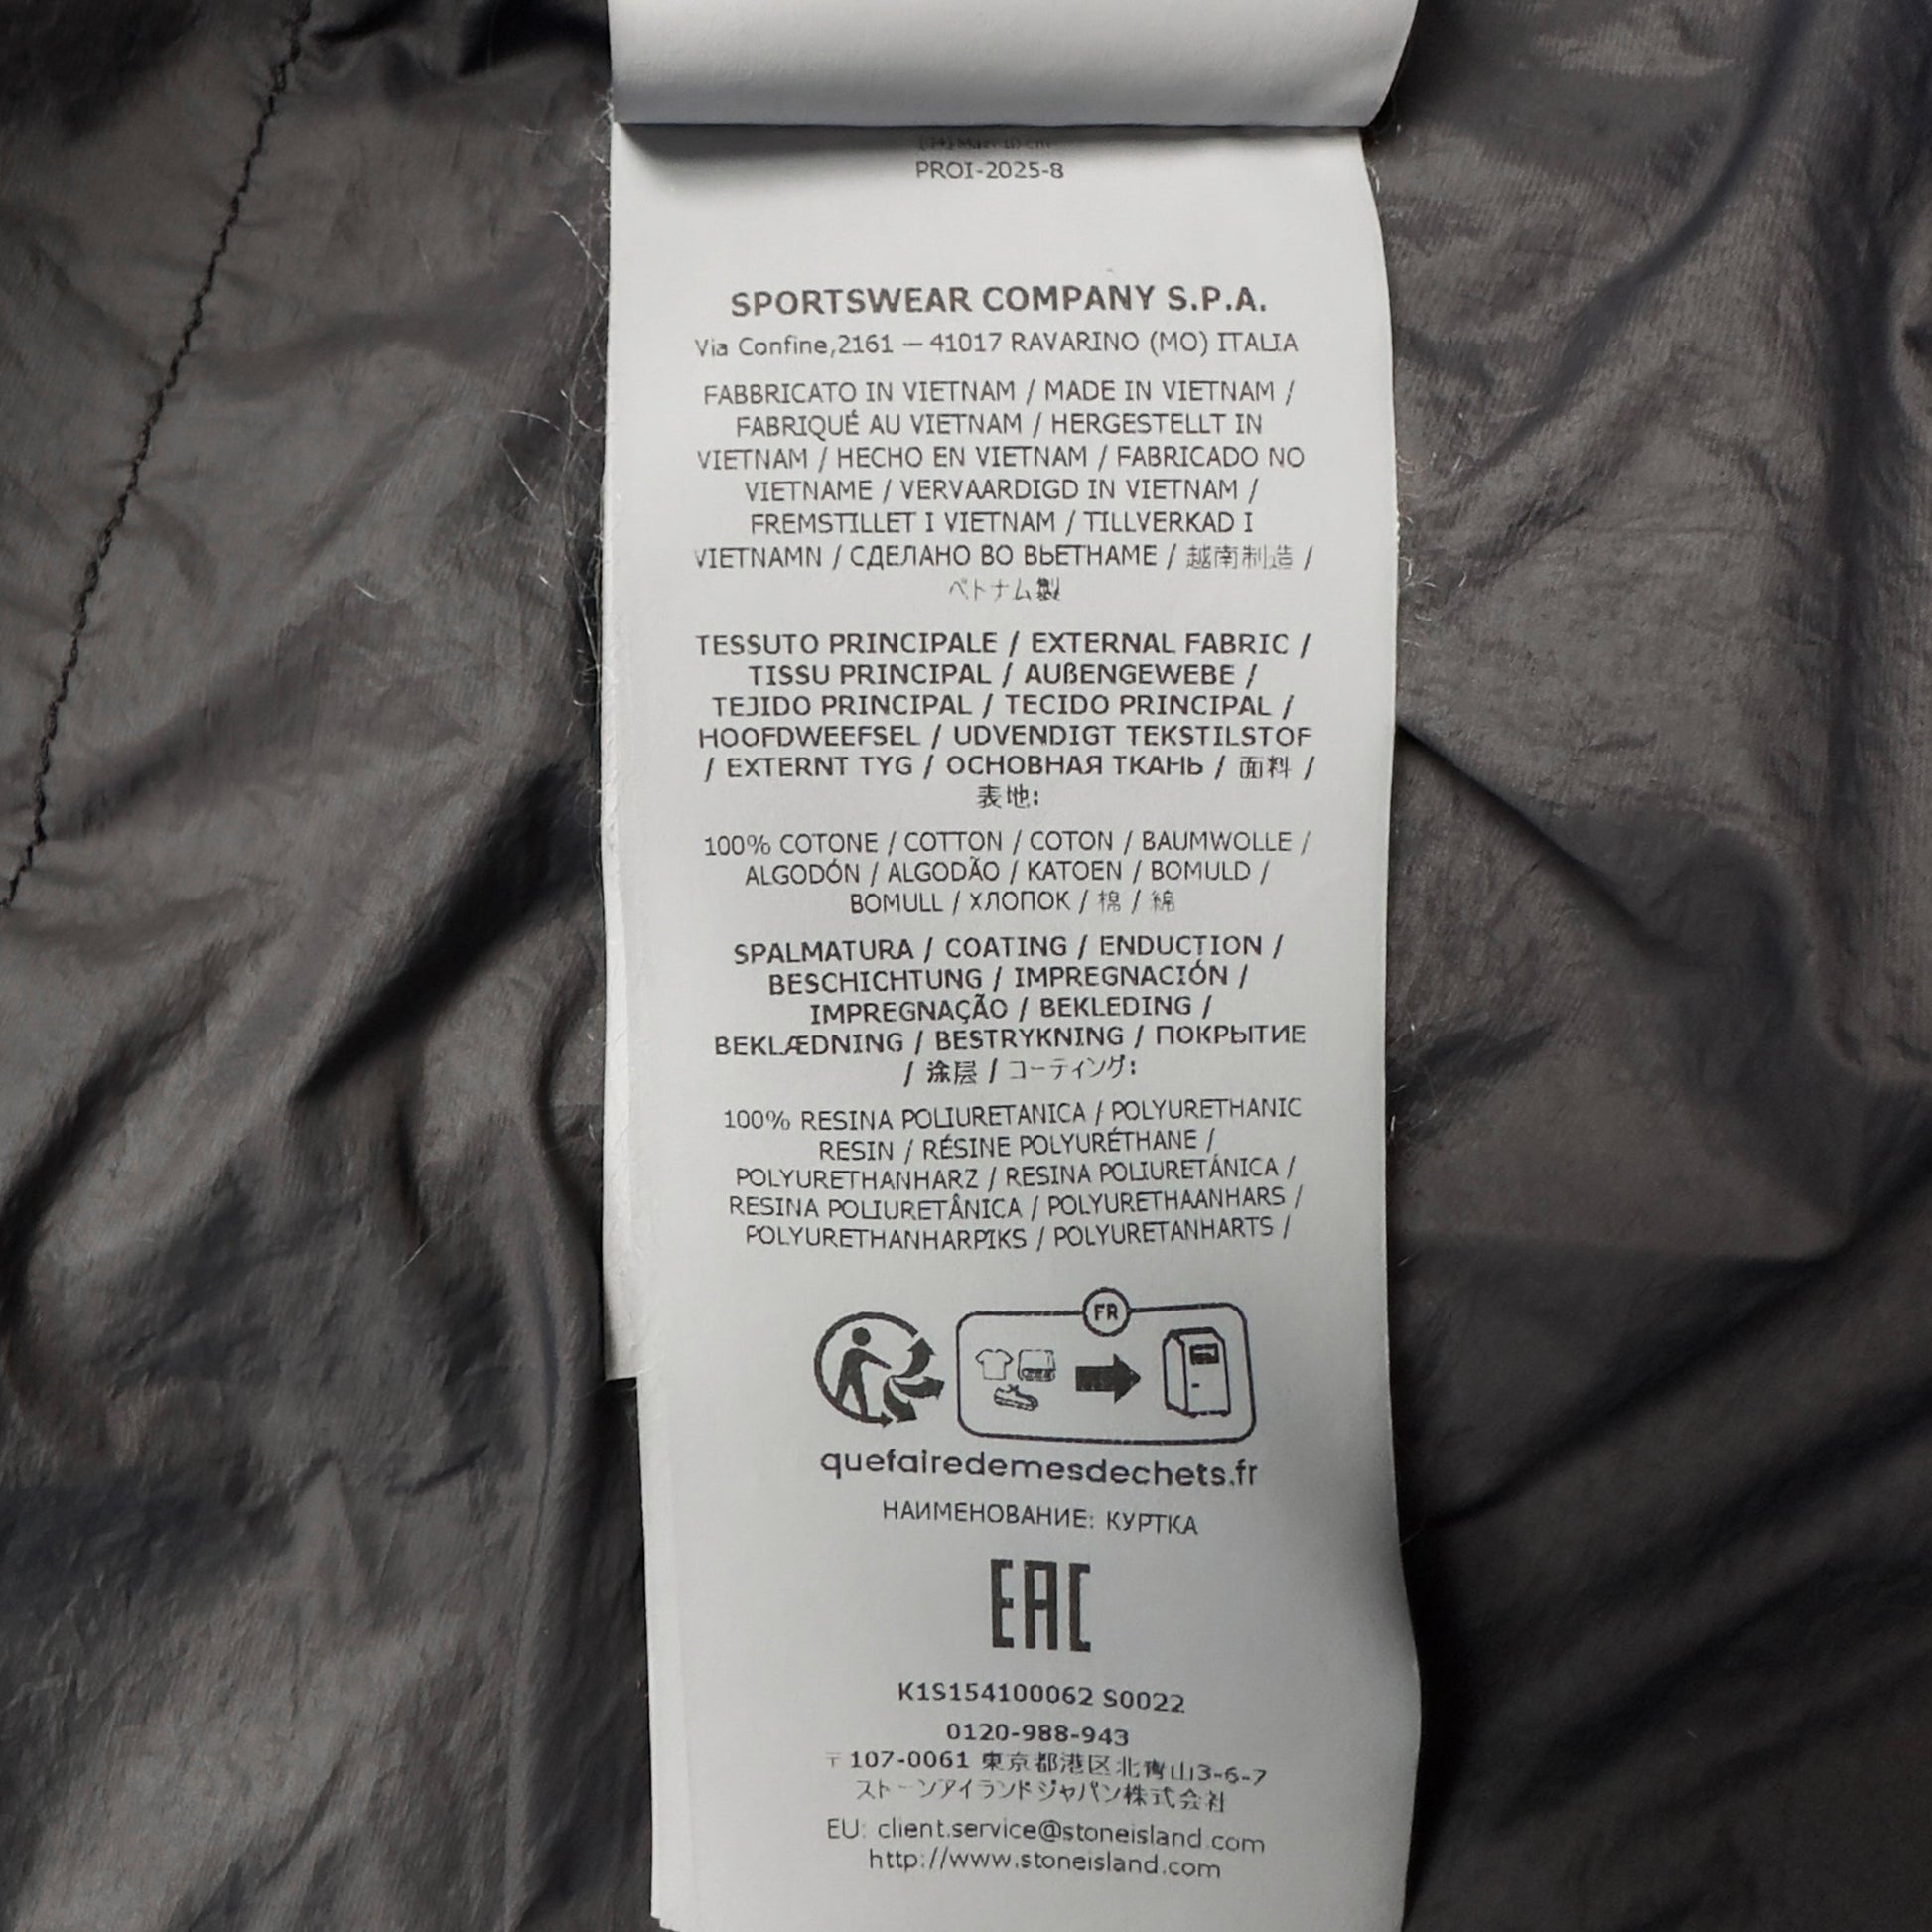 PROI-2025-8
SPORTSWEAR COMPANY S.P.A.
Via Confine,2161 — 41017 RAVARINO (MO) ITALIA
FABBRICATO IN VIETNAM / MADE IN VIETNAM /
FABRIQUÉ AU VIETNAM / HERGESTELLT IN
VIETNAM / HECHO EN VIETNAM / FABRICADO NO
VIETNAME / VERVAARDIGD IN VIETNAM /
FREMSTILLET I VIETNAM / TILLVERKAD I
VIETNAMN / СДЕЛАНО ВО ВЬЕТНАМЕ / 越南制造 /
ベトナム製
TESSUTO PRINCIPALE / EXTERNAL FABRIC /
TISSU PRINCIPAL / AUßENGEWEBE /
TEJIDO PRINCIPAL / TECIDO PRINCIPAL /
HOOFDWEEFSEL / UDVENDIGT TEKSTILSTOF
/ EXTERNT TYG / ОСНОВНАЯ ТКАНЬ / 面料 /
表地:
100% COTONE / COTTON / COTON / BAUMWOLLE /
ALGODÓN / ALGODÃO / KATOEN / BOMULD /
BOMULL / ХЛОПОК / 棉 / 綿
SPALMATURA / COATING / ENDUCTION /
BESCHICHTUNG / IMPREGNACIÓN /
IMPREGNAÇÃO / BEKLEDING /
BEKLÆDNING / BESTRYKNING / ПОКРЫТИЕ
/ 涂层 / コーティング:
100% RESINA POLIURETANICA / POLYURETHANIC
RESIN / RÉSINE POLYURÉTHANE /
POLYURETHANHARZ / RESINA POLIURETÁNICA /
RESINA POLIURETÂNICA / POLYURETHAANHARS /
POLYURETHANHARPIKS / POLYURETANHARTS /
FR
quefairedemesdechets.fr
НАИМЕНОВАНИЕ: КУРТКА
EAC
K1S154100062 S0022
0120-988-943
〒107-0061 東京都港区北青山3-6-7
ストーンアイランドジャパン株式会社
EU: client.service@stoneisland.com
http://www.stoneisland.com